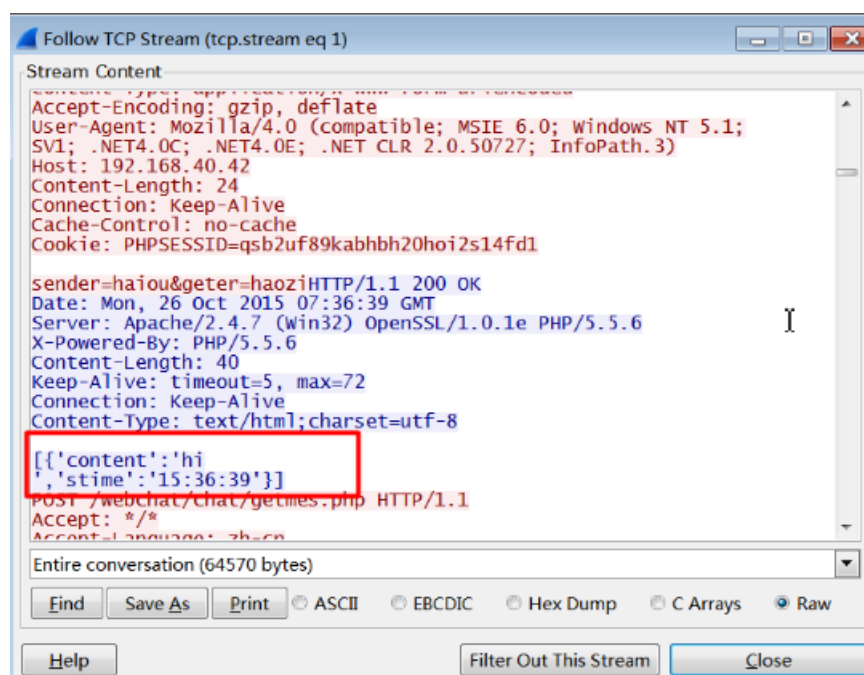 Follow TCP Stream (tcp.stream eq 1)
Stream Content
Accept-Encoding: gzip, deflate
User-Agent: Mozilla/4.0 (compatible; MSIE 6.0; Windows NT 5.1;
SV1; .NET4.0C; .NET4.0E; .NET CLR 2.0.50727; InfoPath.3)
Host: 192.168.40.42
Content-Length: 24
Connection: Keep-Alive
Cache-Control: no-cache
Cookie: PHPSESSID=qsb2uf89kabhbh20hoi2s14fd1
sender=haiou&geter=haoziHTTP/1.1 200 OK
Date: Mon, 26 Oct 2015 07:36:39 GMT
Server: Apache/2.4.7 (Win32) OpenSSL/1.0.1e PHP/5.5.6
X-Powered-By: PHP/5.5.6
Content-Length: 40
Keep-Alive: timeout=5, max=72
Connection: Keep-Alive
Content-Type: text/html;charset=utf-8
[{'content':'hi
','stime':'15:36:39'}]
POST /webchat/chat/getmes.php HTTP/1.1
Accept: */*
Accept-Language: zh-cn
Entire conversation (64570 bytes)
Find Save As Print ASCII EBCDIC Hex Dump C Arrays Raw
Help Filter Out This Stream Close